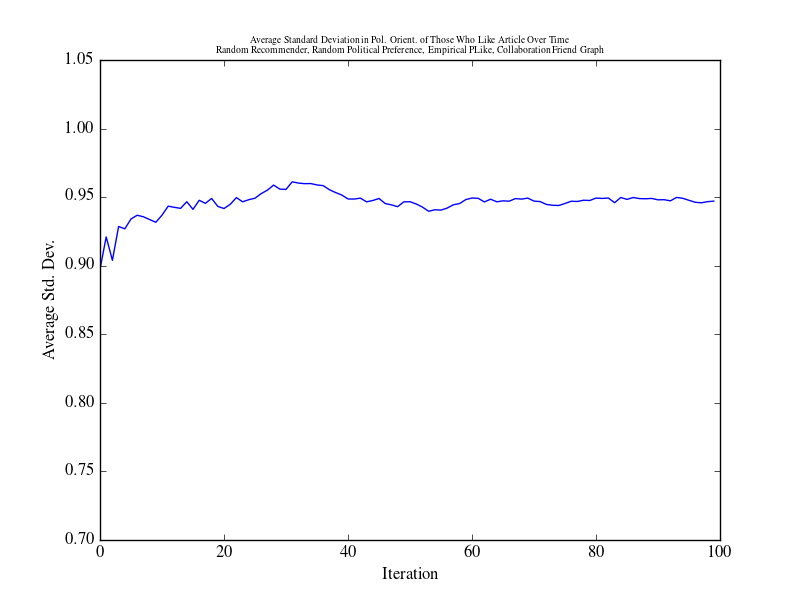 Average Standard Deviation in Pol. Orient. of Those Who Like Article Over Time
Random Recommender, Random Political Preference, Empirical PLike, Collaboration Friend Graph
1.05
1.00
0.95
0.90
0.85
0.80
0.75
0.70
Average Std. Dev.
0 20 40 60 80 100
Iteration